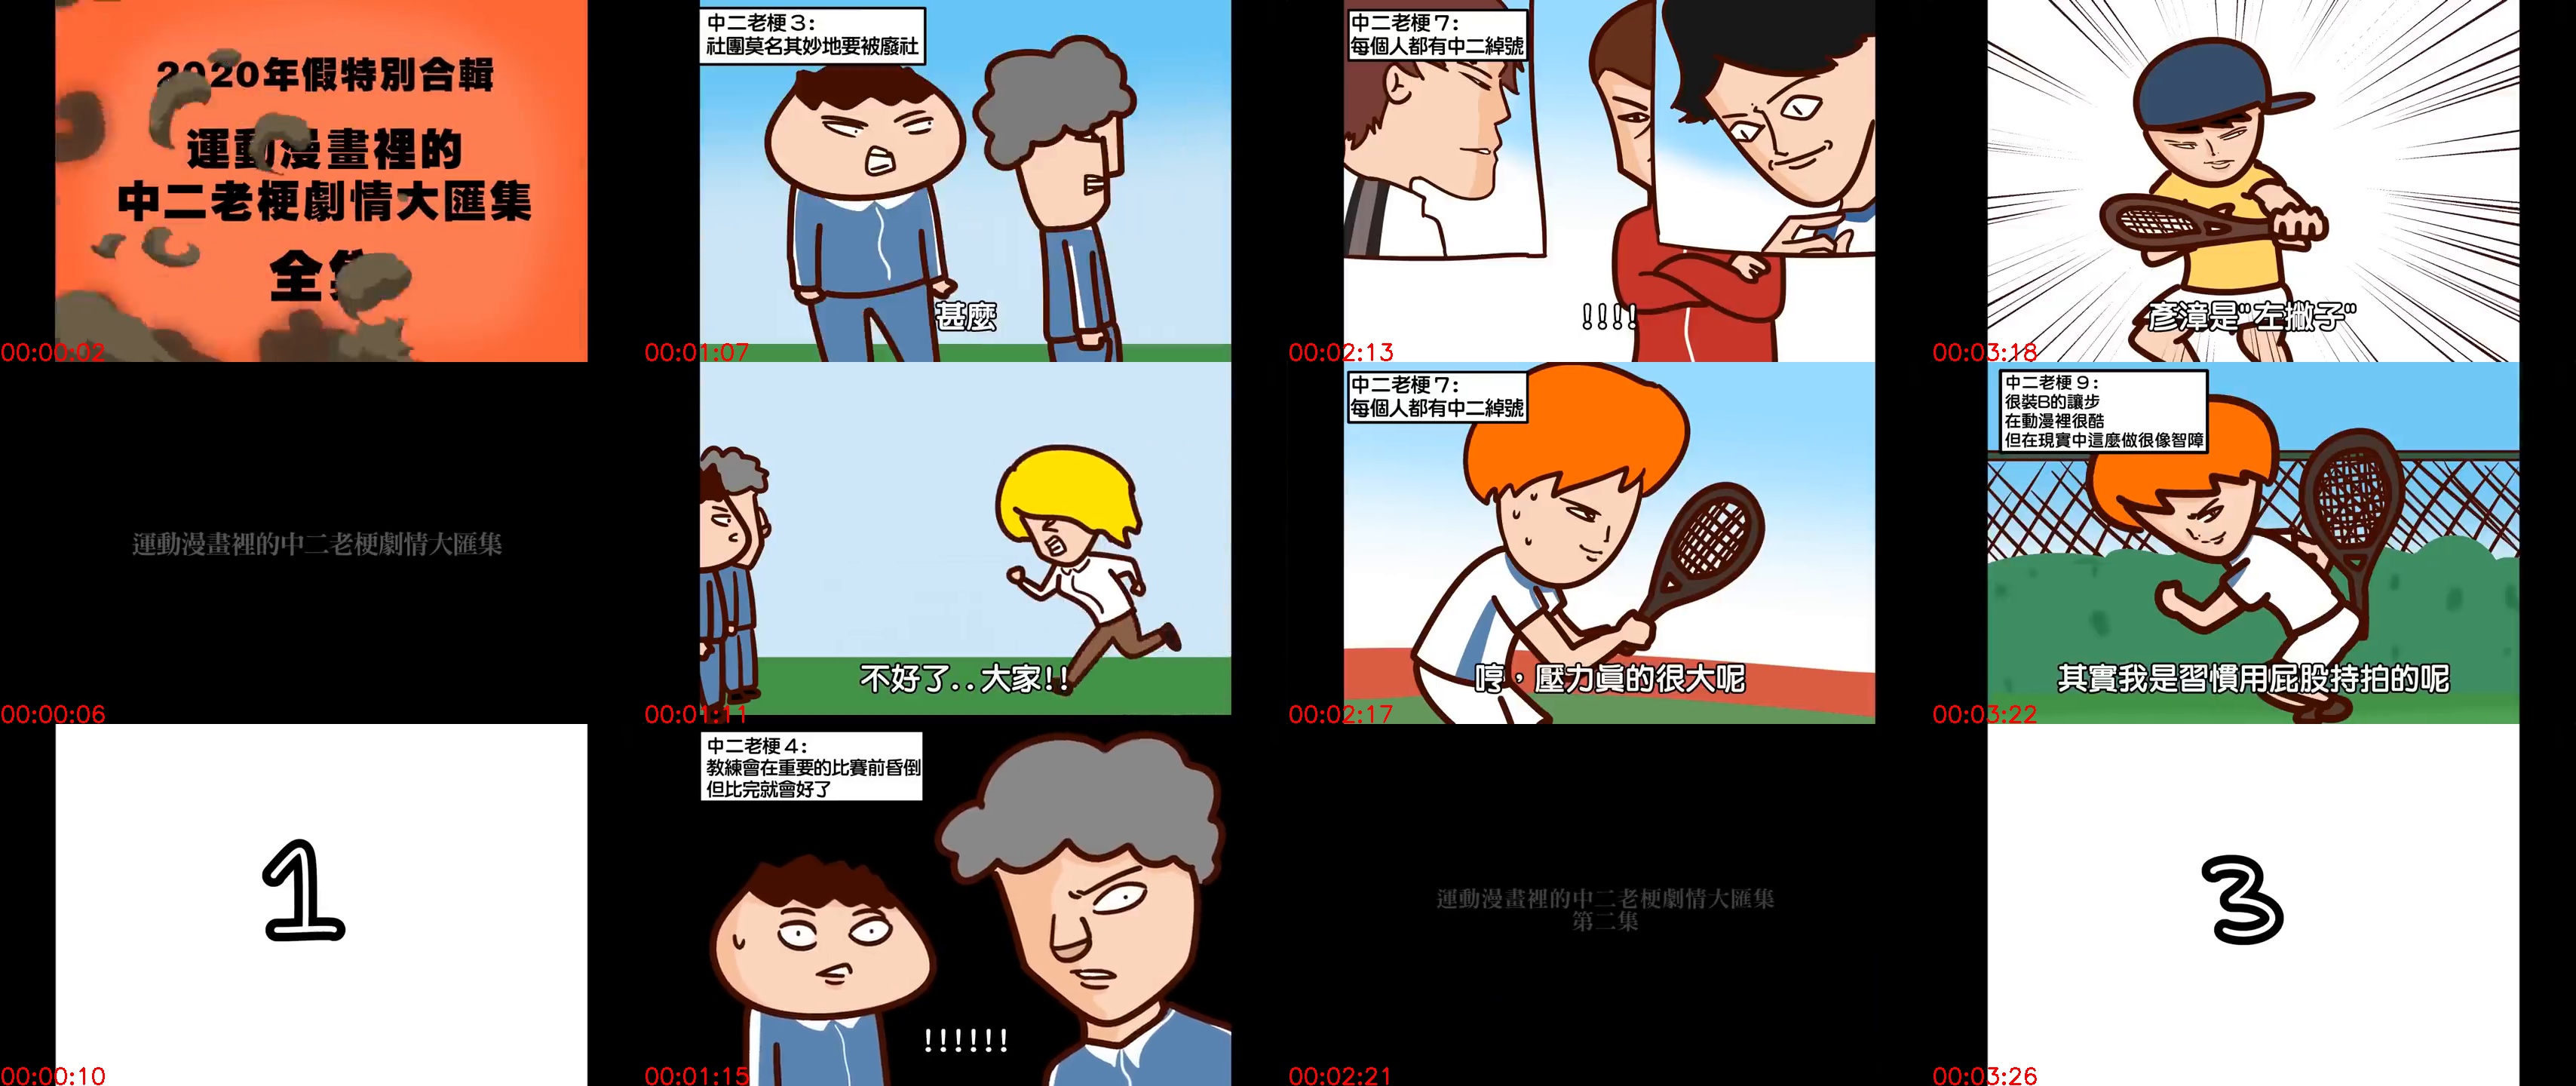 2020年假特別合輯
運動漫畫裡的
中二老梗劇情大匯集
全集
00:00:02
中二老梗3:
社團莫名其妙地要被廢社
甚麼
00:01:07
中二老梗7:
每個人都有中二綽號
!!!!
00:02:13
彥漳是"左撇子"
00:03:18
運動漫畫裡的中二老梗劇情大匯集
00:00:06
不好了..大家!!
00:01:11
中二老梗7:
每個人都有中二綽號
哼，壓力真的很大呢
00:02:17
中二老梗9:
很裝B的讓步
在動漫裡很酷
但在現實中這麼做很像智障
其實我是習慣用屁股持拍的呢
00:03:22
1
00:00:10
中二老梗4:
教練會在重要的比賽前昏倒
但比完就會好了
!!!!!!
00:01:15
運動漫畫裡的中二老梗劇情大匯集
第二集
00:02:21
3
00:03:26